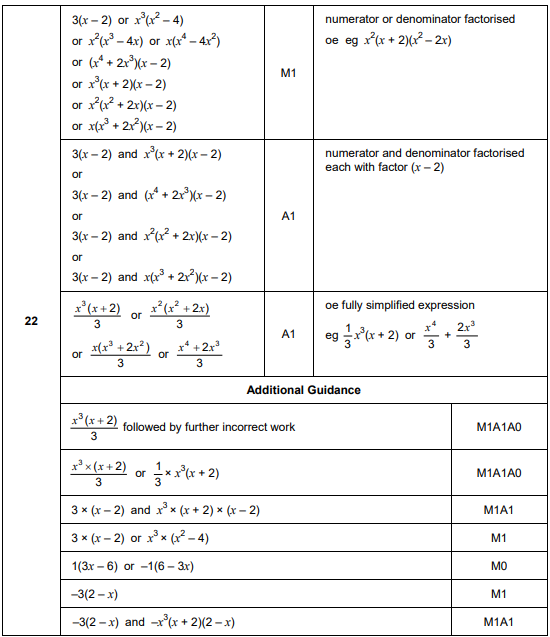 3(x – 2) or x³(x² – 4)
or x²(x³ – 4x) or x(x⁴ – 4x²)
or (x⁴ + 2x³)(x – 2)
or x³(x + 2)(x – 2)
or x²(x² + 2x)(x – 2)
or x(x³ + 2x²)(x – 2)
M1
numerator or denominator factorised
oe eg x²(x + 2)(x² – 2x)
3(x – 2) and x³(x + 2)(x – 2)
or
3(x – 2) and (x⁴ + 2x³)(x – 2)
or
3(x – 2) and x²(x² + 2x)(x – 2)
or
3(x – 2) and x(x³ + 2x²)(x – 2)
A1
numerator and denominator factorised
each with factor (x – 2)
22
x³(x + 2)/3 or x²(x² + 2x)/3
or x(x³ + 2x²)/3 or x⁴ + 2x³/3
A1
oe fully simplified expression
eg 1/3 x³(x + 2) or x⁴/3 + 2x³/3
Additional Guidance
x³(x + 2)/3 followed by further incorrect work
M1A1A0
x³ × (x + 2)/3 or 1/3 × x³(x + 2)
M1A1A0
3 × (x – 2) and x³ × (x + 2) × (x – 2)
M1A1
3 × (x – 2) or x³ × (x² – 4)
M1
1(3x – 6) or –1(6 – 3x)
M0
–3(2 – x)
M1
–3(2 – x) and –x³(x + 2)(2 – x)
M1A1